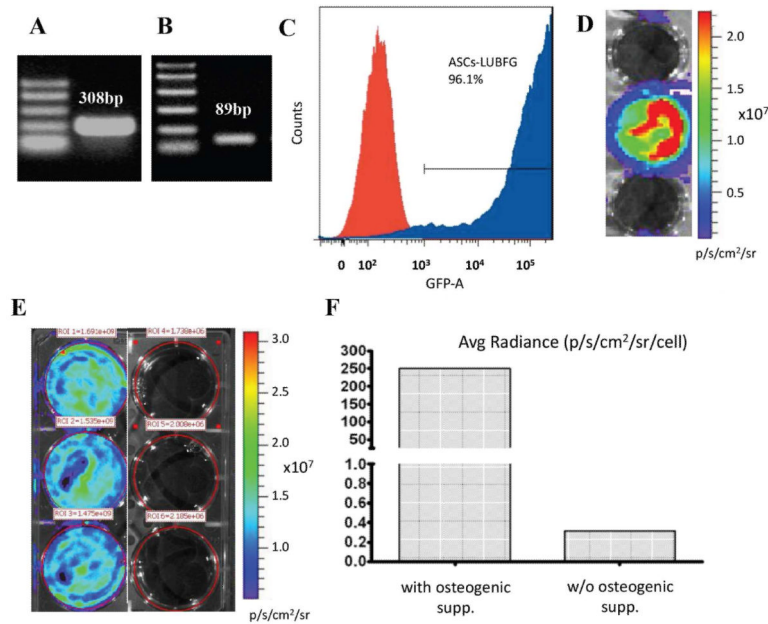 A
308bp
B
89bp
C
Counts
ASCs-LUBFG
96.1%
0 10² 10³ 10⁴ 10⁵
GFP-A
D
2.0
1.5
x10⁷
1.0
0.5
p/s/cm²/sr
E
ROI 1=1.691e+09
ROI 4=1.738e+06
ROI 2=1.535e+09
ROI 5=2.008e+06
ROI 3=1.475e+09
ROI 6=2.185e+06
3.0
2.5
2.0
x10⁷
1.5
1.0
p/s/cm²/sr
F
Avg Radiance (p/s/cm²/sr/cell)
300
250
200
150
100
50
1.0
0.8
0.6
0.4
0.2
0.0
with osteogenic
supp.
w/o osteogenic
supp.